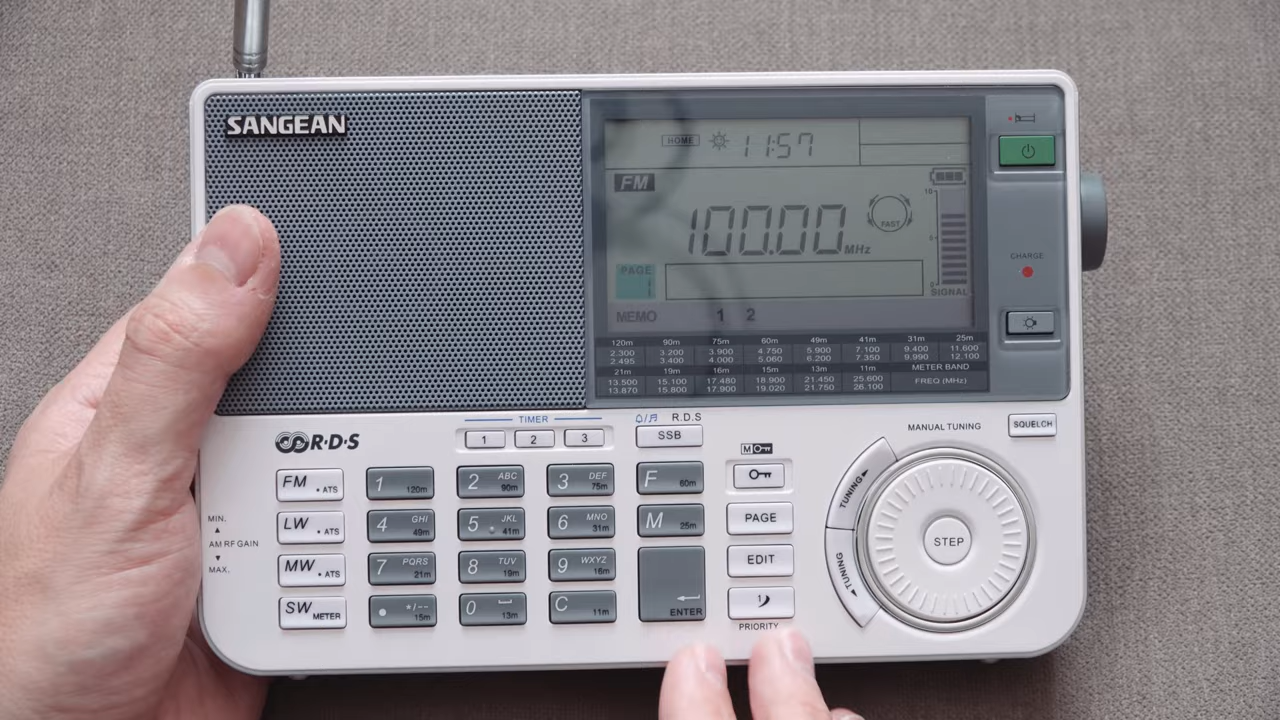 SANGEAN
HOME 11:57
FM
100.00 MHz
FAST
10
5
0
SIGNAL
PAGE
1
MEMO 1 2
120m 90m 75m 60m 49m 41m 31m 25m
2.300 3.200 3.900 4.750 5.900 7.100 9.400 11.600
2.495 3.400 4.000 5.060 6.200 7.350 9.990 12.100
21m 19m 16m 15m 13m 11m METER BAND
13.500 15.100 17.480 18.900 21.450 25.600 FREQ (MHz)
13.870 15.800 17.900 19.020 21.750 26.100
CHARGE
R·D·S
TIMER
1 2 3
R.D.S
SSB
M
MANUAL TUNING
SQUELCH
FM • ATS
LW • ATS
MW • ATS
SW METER
MIN.
AM RF GAIN
MAX.
1 120m
2 ABC 90m
3 DEF 75m
F 60m
4 GHI 49m
5 JKL 41m
6 MNO 31m
M 25m
7 PQRS 21m
8 TUV 19m
9 WXYZ 16m
• */-- 15m
0 13m
C 11m
ENTER
PAGE
EDIT
PRIORITY
TUNING
TUNING
STEP